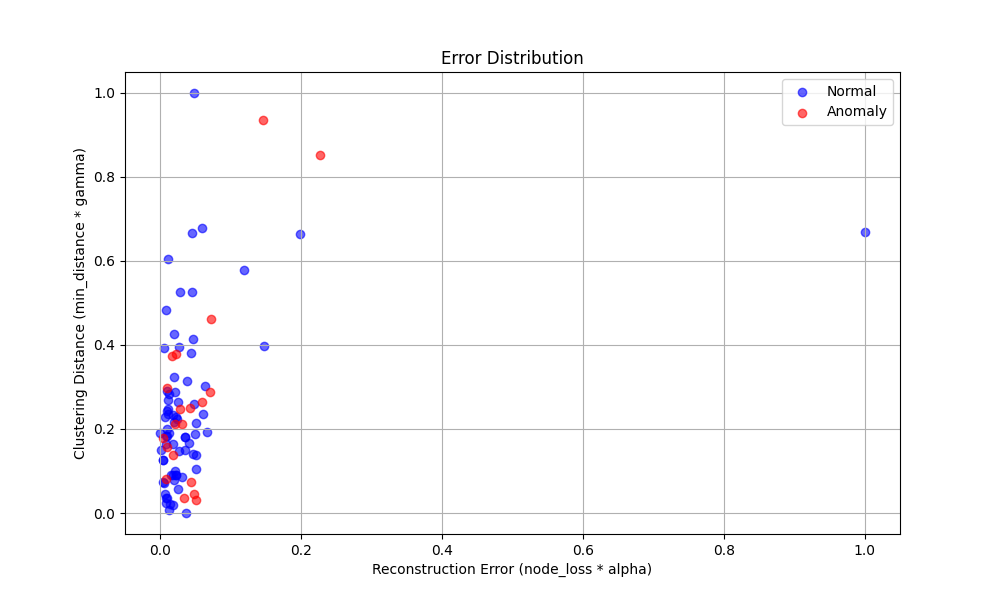 Error Distribution
Normal
Anomaly
Clustering Distance (min_distance * gamma)
1.0
0.8
0.6
0.4
0.2
0.0
0.0 0.2 0.4 0.6 0.8 1.0
Reconstruction Error (node_loss * alpha)